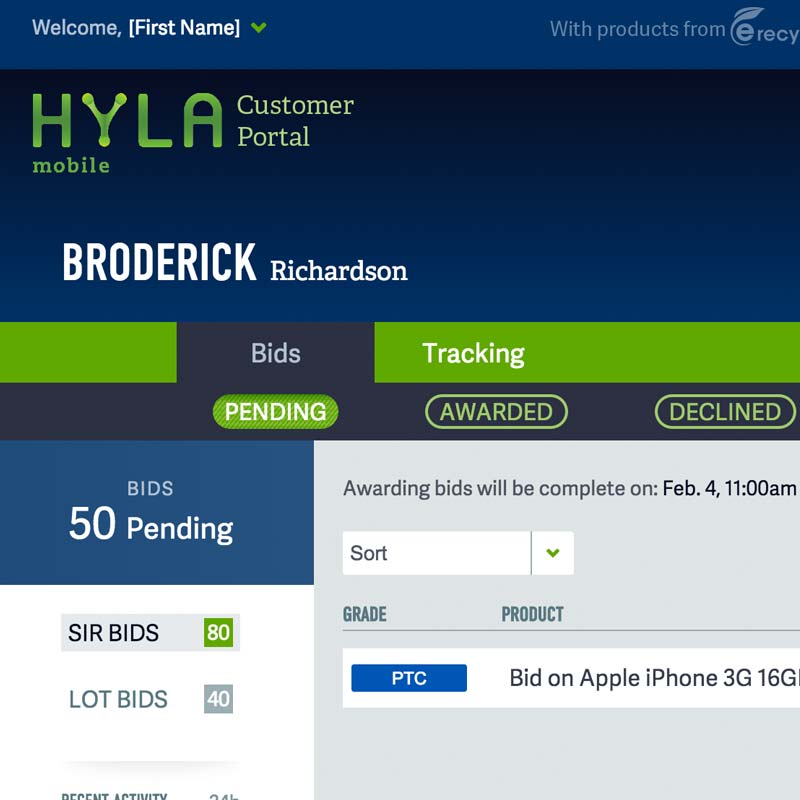 Welcome, [First Name]
With products from erecy
HYLA Customer
Portal
mobile
BRODERICK Richardson
Bids Tracking
PENDING AWARDED DECLINED
BIDS
50 Pending
Awarding bids will be complete on: Feb. 4, 11:00am
Sort
GRADE PRODUCT
PTC Bid on Apple iPhone 3G 16G
SIR BIDS 80
LOT BIDS 40
RECENT ACTIVITY 24h